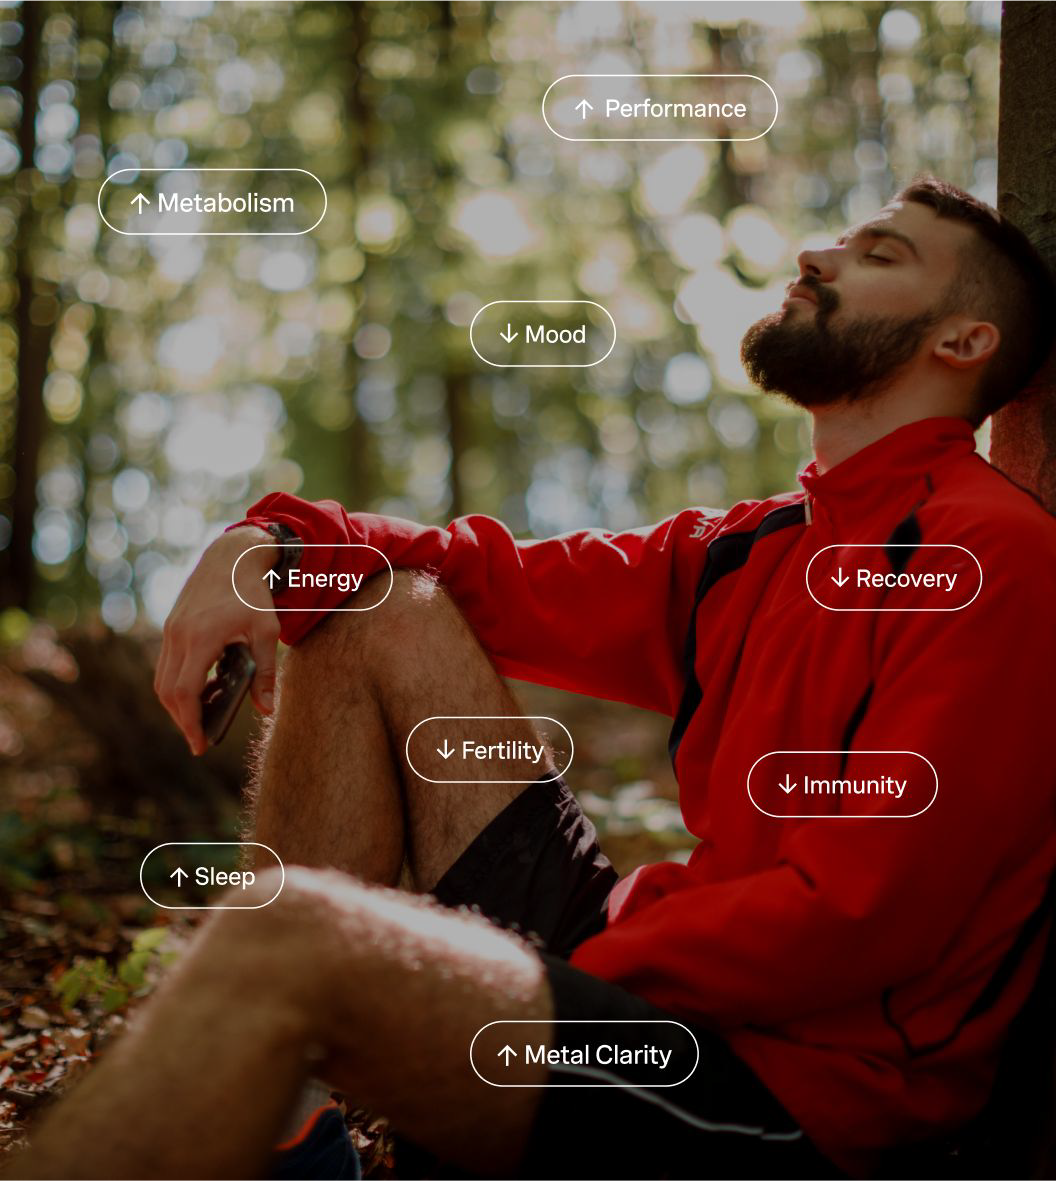 ↑ Performance
↑ Metabolism
↓ Mood
↑ Energy
↓ Recovery
↓ Fertility
↓ Immunity
↑ Sleep
↑ Metal Clarity